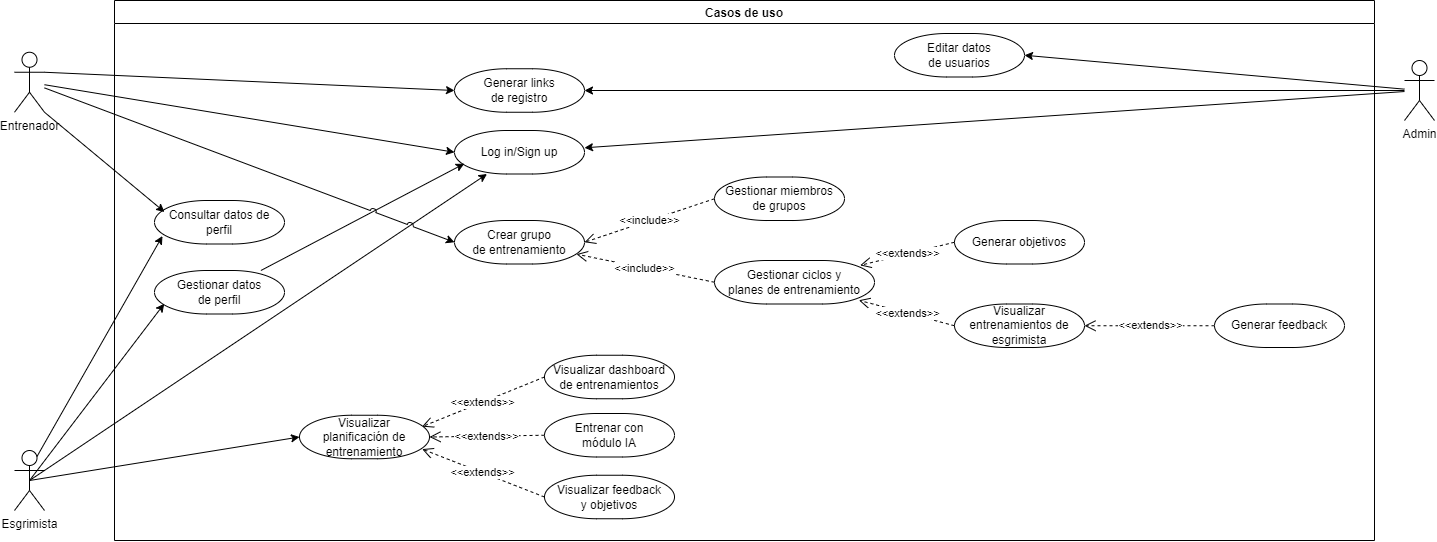 Casos de uso
Editar datos
de usuarios
Generar links
de registro
Entrenador
Admin
Log in/Sign up
Gestionar miembros
de grupos
<<include>>
Consultar datos de
perfil
Crear grupo
de entrenamiento
Generar objetivos
<<extends>>
<<include>>
Gestionar ciclos y
planes de entrenamiento
Gestionar datos
de perfil
<<extends>>
Visualizar
entrenamientos de
esgrimista
<<extends>>
Generar feedback
Visualizar dashboard
de entrenamientos
<<extends>>
Visualizar
planificación de
entrenamiento
<<extends>>
Entrenar con
módulo IA
<<extends>>
Visualizar feedback
y objetivos
Esgrimista